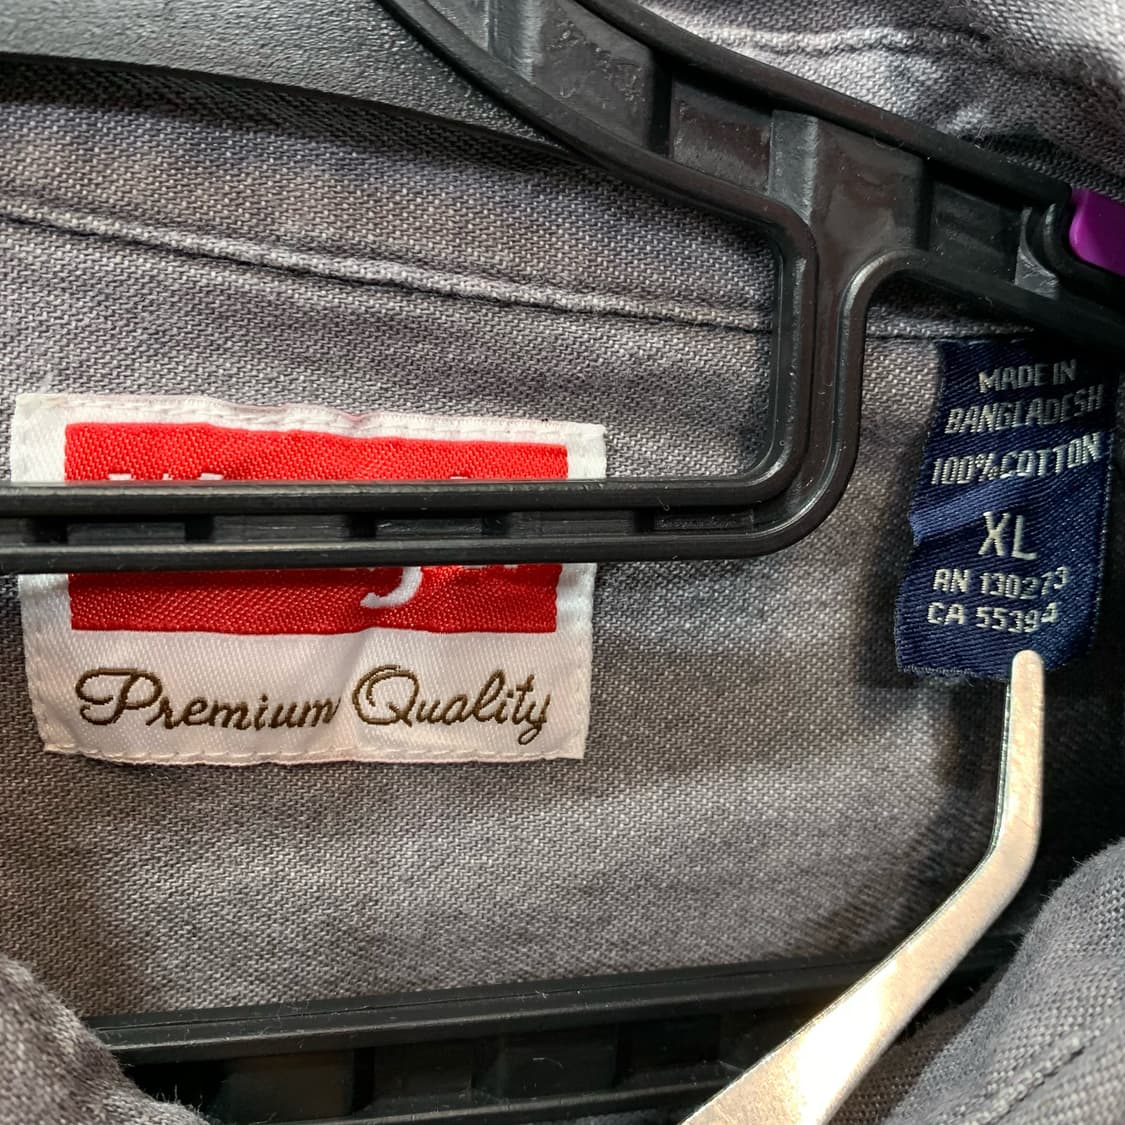 Premium Quality
MADE IN
BANGLADESH
100% COTTON
XL
RN 130273
CA 55394